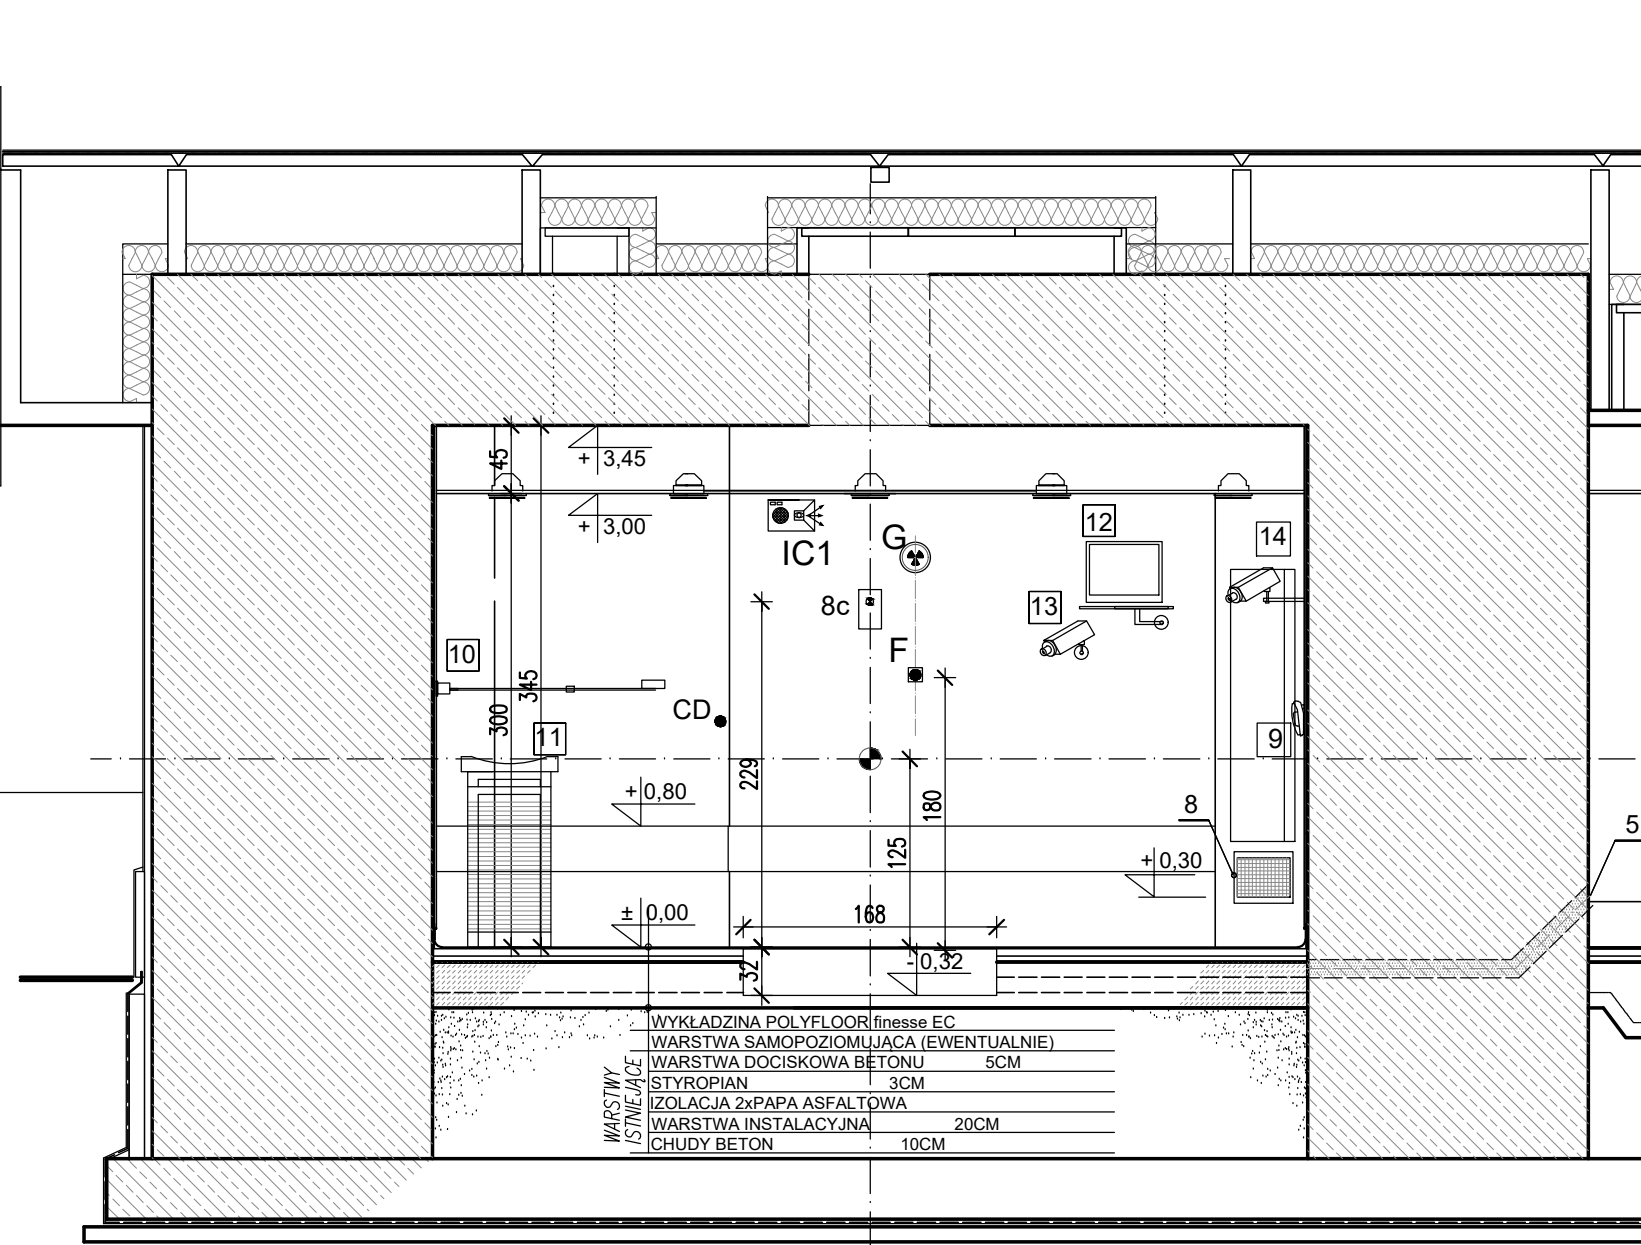 45
+ 3,45
+ 3,00
IC1
G
12
14
8c
13
F
10
345
300
CD
11
9
229
+ 0,80
180
8
5
125
+ 0,30
± 0,00
168
32
- 0,32
WARSTWY
ISTNIEJĄCE
WYKŁADZINA POLYFLOOR finesse EC
WARSTWA SAMOPOZIOMUJĄCA (EWENTUALNIE)
WARSTWA DOCISKOWA BETONU 5CM
STYROPIAN 3CM
IZOLACJA 2xPAPA ASFALTOWA
WARSTWA INSTALACYJNA 20CM
CHUDY BETON 10CM